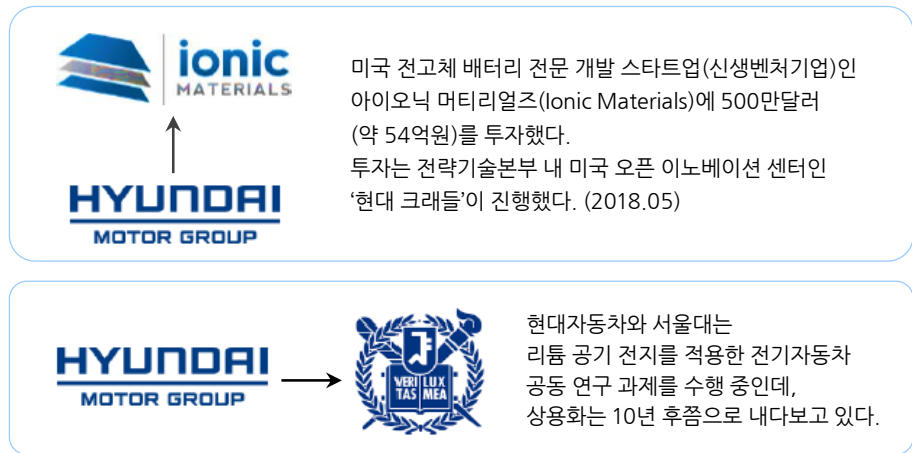 ionic
MATERIALS
HYUNDAI
MOTOR GROUP
미국 전고체 배터리 전문 개발 스타트업(신생벤처기업)인
아이오닉 머티리얼즈(Ionic Materials)에 500만달러
(약 54억원)를 투자했다.
투자는 전략기술본부 내 미국 오픈 이노베이션 센터인
‘현대 크래들’이 진행했다. (2018.05)
HYUNDAI
MOTOR GROUP
VERI LUX
TAS MEA
현대자동차와 서울대는
리튬 공기 전지를 적용한 전기자동차
공동 연구 과제를 수행 중인데,
상용화는 10년 후쯤으로 내다보고 있다.